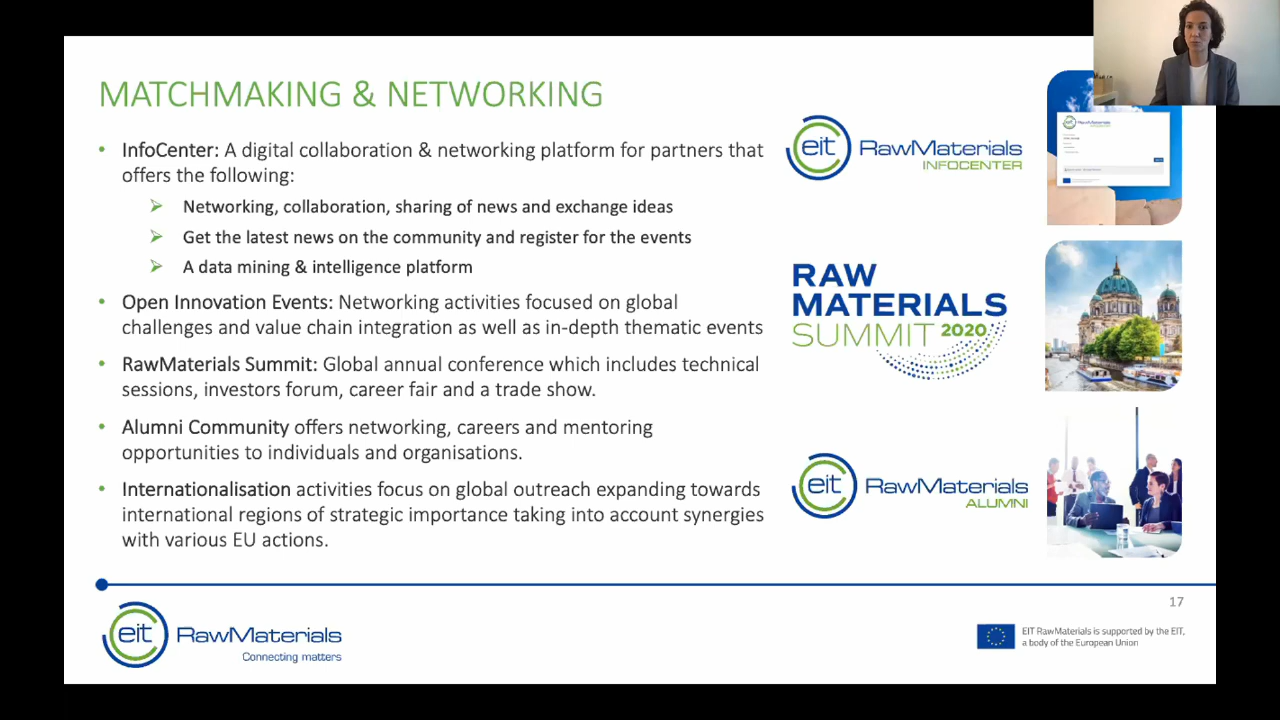 MATCHMAKING & NETWORKING
• InfoCenter: A digital collaboration & networking platform for partners that
offers the following:
➢ Networking, collaboration, sharing of news and exchange ideas
➢ Get the latest news on the community and register for the events
➢ A data mining & intelligence platform
• Open Innovation Events: Networking activities focused on global
challenges and value chain integration as well as in-depth thematic events
• RawMaterials Summit: Global annual conference which includes technical
sessions, investors forum, career fair and a trade show.
• Alumni Community offers networking, careers and mentoring
opportunities to individuals and organisations.
• Internationalisation activities focus on global outreach expanding towards
international regions of strategic importance taking into account synergies
with various EU actions.
eit RawMaterials
INFOCENTER
eit RawMaterials
RAW
MATERIALS
SUMMIT 2020
eit RawMaterials
ALUMNI
17
eit RawMaterials
Connecting matters
EIT RawMaterials is supported by the EIT,
a body of the European Union